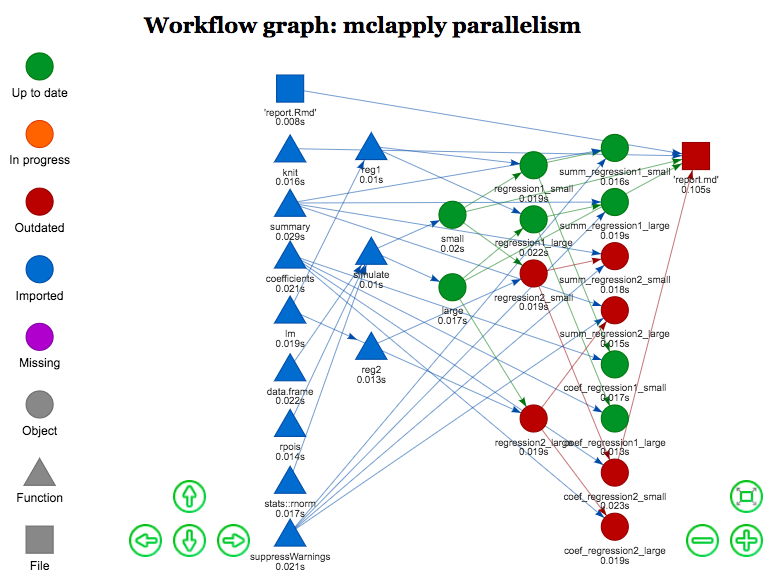 Workflow graph: mclapply parallelism
Up to date
In progress
Outdated
Imported
Missing
Object
Function
File
'report.Rmd'
0.008s
knit
0.016s
summary
0.029s
coefficients
0.021s
lm
0.019s
data.frame
0.022s
rpois
0.014s
stats::rnorm
0.017s
suppressWarnings
0.021s
reg1
0.01s
simulate
0.01s
reg2
0.013s
small
0.02s
large
0.017s
regression1_small
0.019s
regression1_large
0.022s
regression2_small
0.019s
regression2_large
0.019s
summ_regression1_small
0.016s
summ_regression1_large
0.019s
summ_regression2_small
0.018s
summ_regression2_large
0.015s
coef_regression1_small
0.017s
coef_regression1_large
0.018s
coef_regression2_small
0.023s
coef_regression2_large
0.019s
'report.md'
0.105s